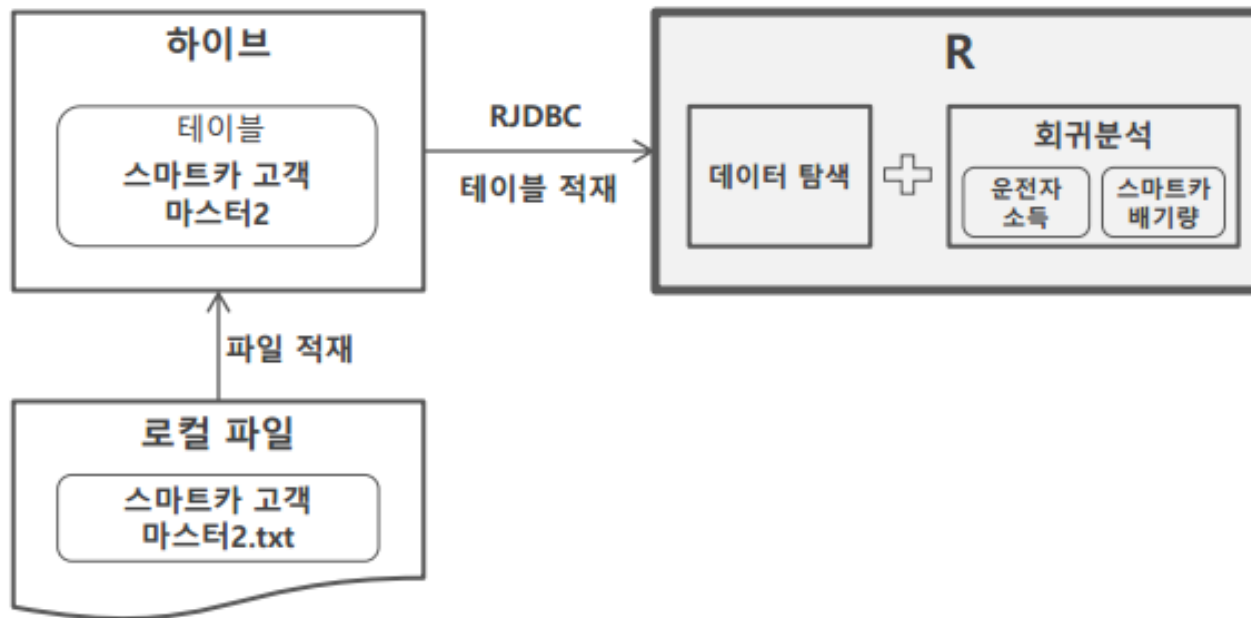 하이브
테이블
스마트카 고객
마스터2
RJDBC
테이블 적재
R
데이터 탐색
회귀분석
운전자
소득
스마트카
배기량
파일 적재
로컬 파일
스마트카 고객
마스터2.txt